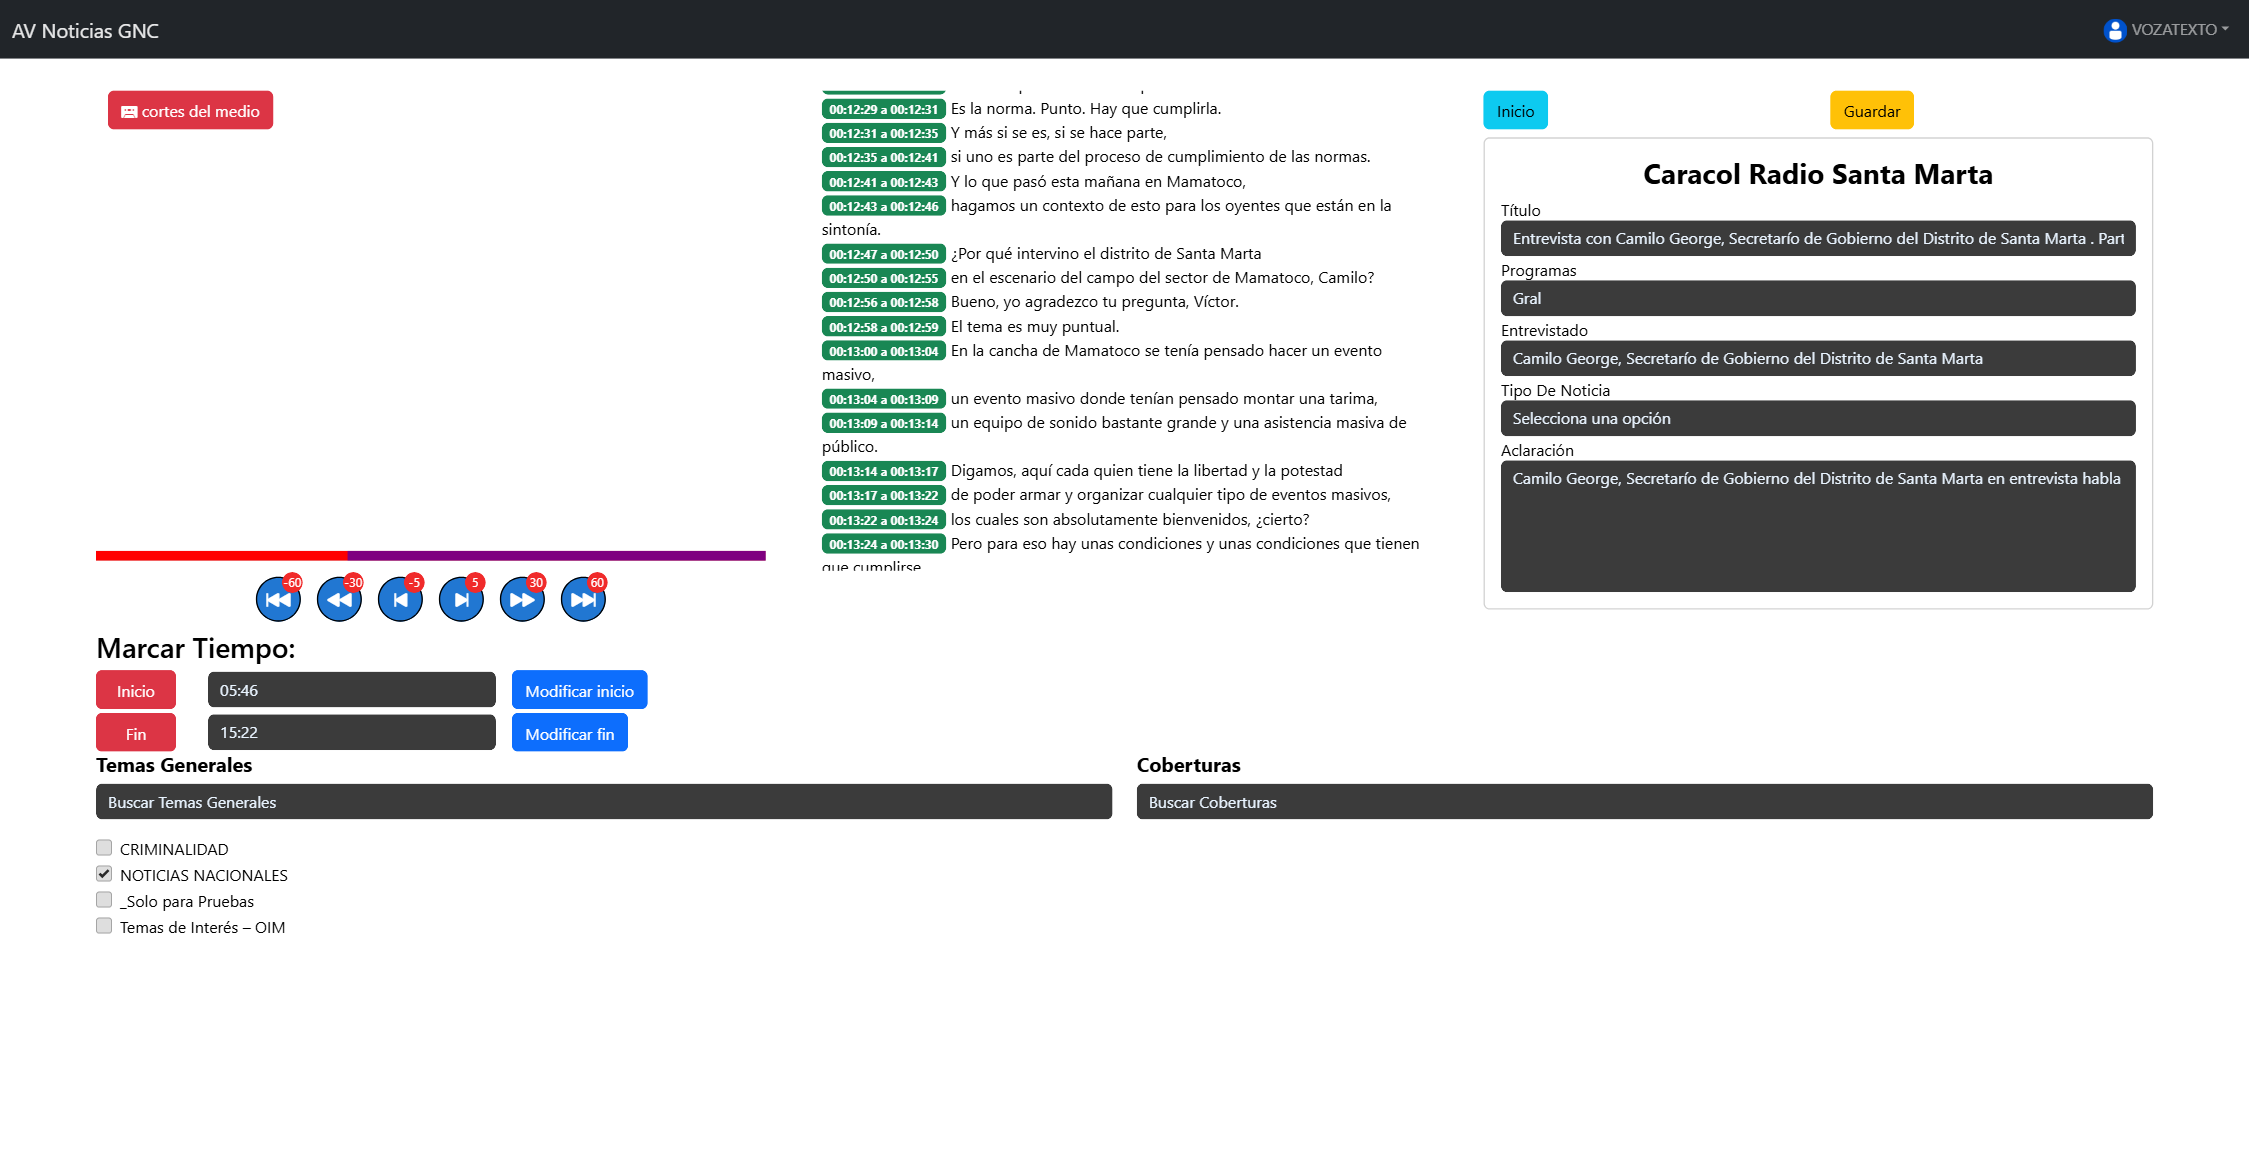 AV Noticias GNC
VOZATEXTO
cortes del medio
-60
-30
-5
5
30
60
Marcar Tiempo:
Inicio
05:46
Modificar inicio
Fin
15:22
Modificar fin
00:12:29 a 00:12:31 Es la norma. Punto. Hay que cumplirla.
00:12:31 a 00:12:35 Y más si se es, si se hace parte,
00:12:35 a 00:12:41 si uno es parte del proceso de cumplimiento de las normas.
00:12:41 a 00:12:43 Y lo que pasó esta mañana en Mamatoco,
00:12:43 a 00:12:46 hagamos un contexto de esto para los oyentes que están en la
sintonía.
00:12:47 a 00:12:50 ¿Por qué intervino el distrito de Santa Marta
00:12:50 a 00:12:55 en el escenario del campo del sector de Mamatoco, Camilo?
00:12:56 a 00:12:58 Bueno, yo agradezco tu pregunta, Víctor.
00:12:58 a 00:12:59 El tema es muy puntual.
00:13:00 a 00:13:04 En la cancha de Mamatoco se tenía pensado hacer un evento
masivo,
00:13:04 a 00:13:09 un evento masivo donde tenían pensado montar una tarima,
00:13:09 a 00:13:14 un equipo de sonido bastante grande y una asistencia masiva de
público.
00:13:14 a 00:13:17 Digamos, aquí cada quien tiene la libertad y la potestad
00:13:17 a 00:13:22 de poder armar y organizar cualquier tipo de eventos masivos,
00:13:22 a 00:13:24 los cuales son absolutamente bienvenidos, ¿cierto?
00:13:24 a 00:13:30 Pero para eso hay unas condiciones y unas condiciones que tienen
que cumplirse
Inicio
Guardar
Caracol Radio Santa Marta
Título
Entrevista con Camilo George, Secretarío de Gobierno del Distrito de Santa Marta . Part
Programas
Gral
Entrevistado
Camilo George, Secretarío de Gobierno del Distrito de Santa Marta
Tipo De Noticia
Selecciona una opción
Aclaración
Camilo George, Secretarío de Gobierno del Distrito de Santa Marta en entrevista habla
Temas Generales
Buscar Temas Generales
CRIMINALIDAD
NOTICIAS NACIONALES
_Solo para Pruebas
Temas de Interés – OIM
Coberturas
Buscar Coberturas